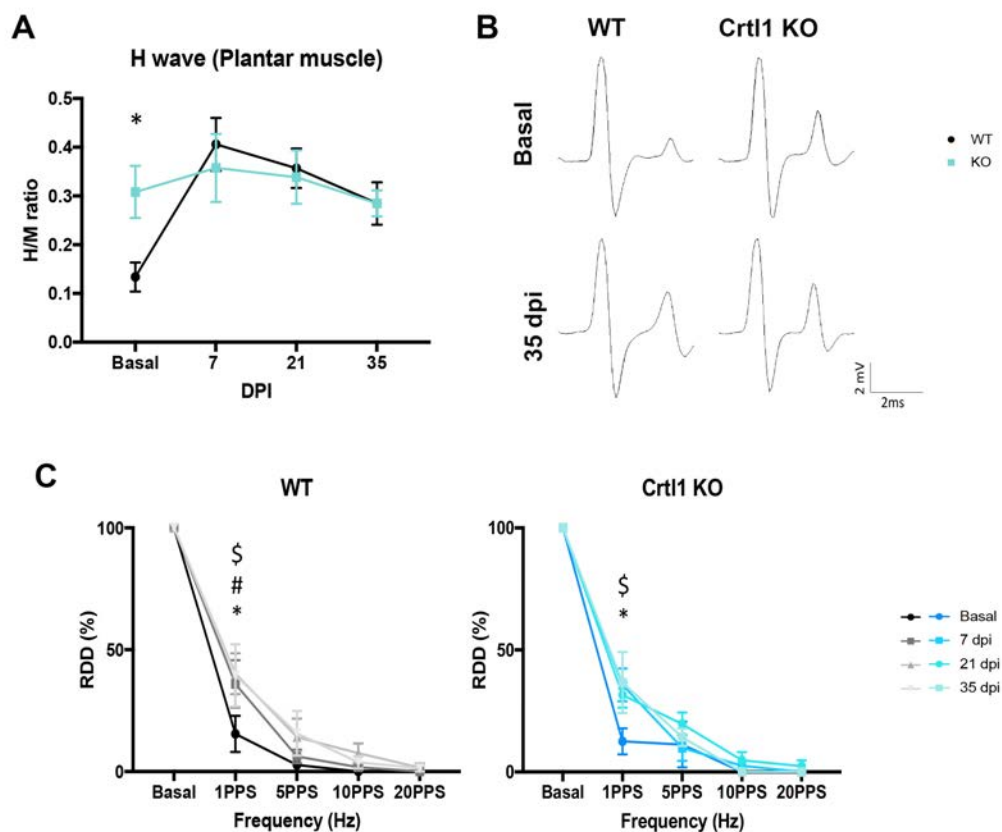 A
H wave (Plantar muscle)
0.5
0.4
0.3
0.2
0.1
0.0
H/M ratio
*
Basal
7
21
35
DPI
B
WT
Crtl1 KO
Basal
35 dpi
WT
KO
2 mV
2ms
C
WT
100
50
0
RDD (%)
$
#
*
Basal
1PPS
5PPS
10PPS
20PPS
Frequency (Hz)
Crtl1 KO
100
50
0
RDD (%)
$
*
Basal
1PPS
5PPS
10PPS
20PPS
Frequency (Hz)
Basal
7 dpi
21 dpi
35 dpi